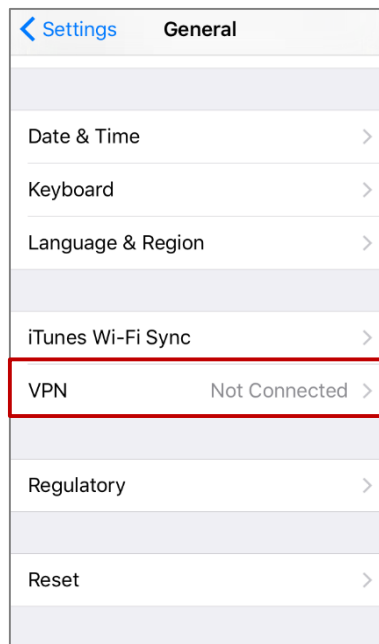 Settings General
Date & Time
Keyboard
Language & Region
iTunes Wi-Fi Sync
VPN Not Connected
Regulatory
Reset